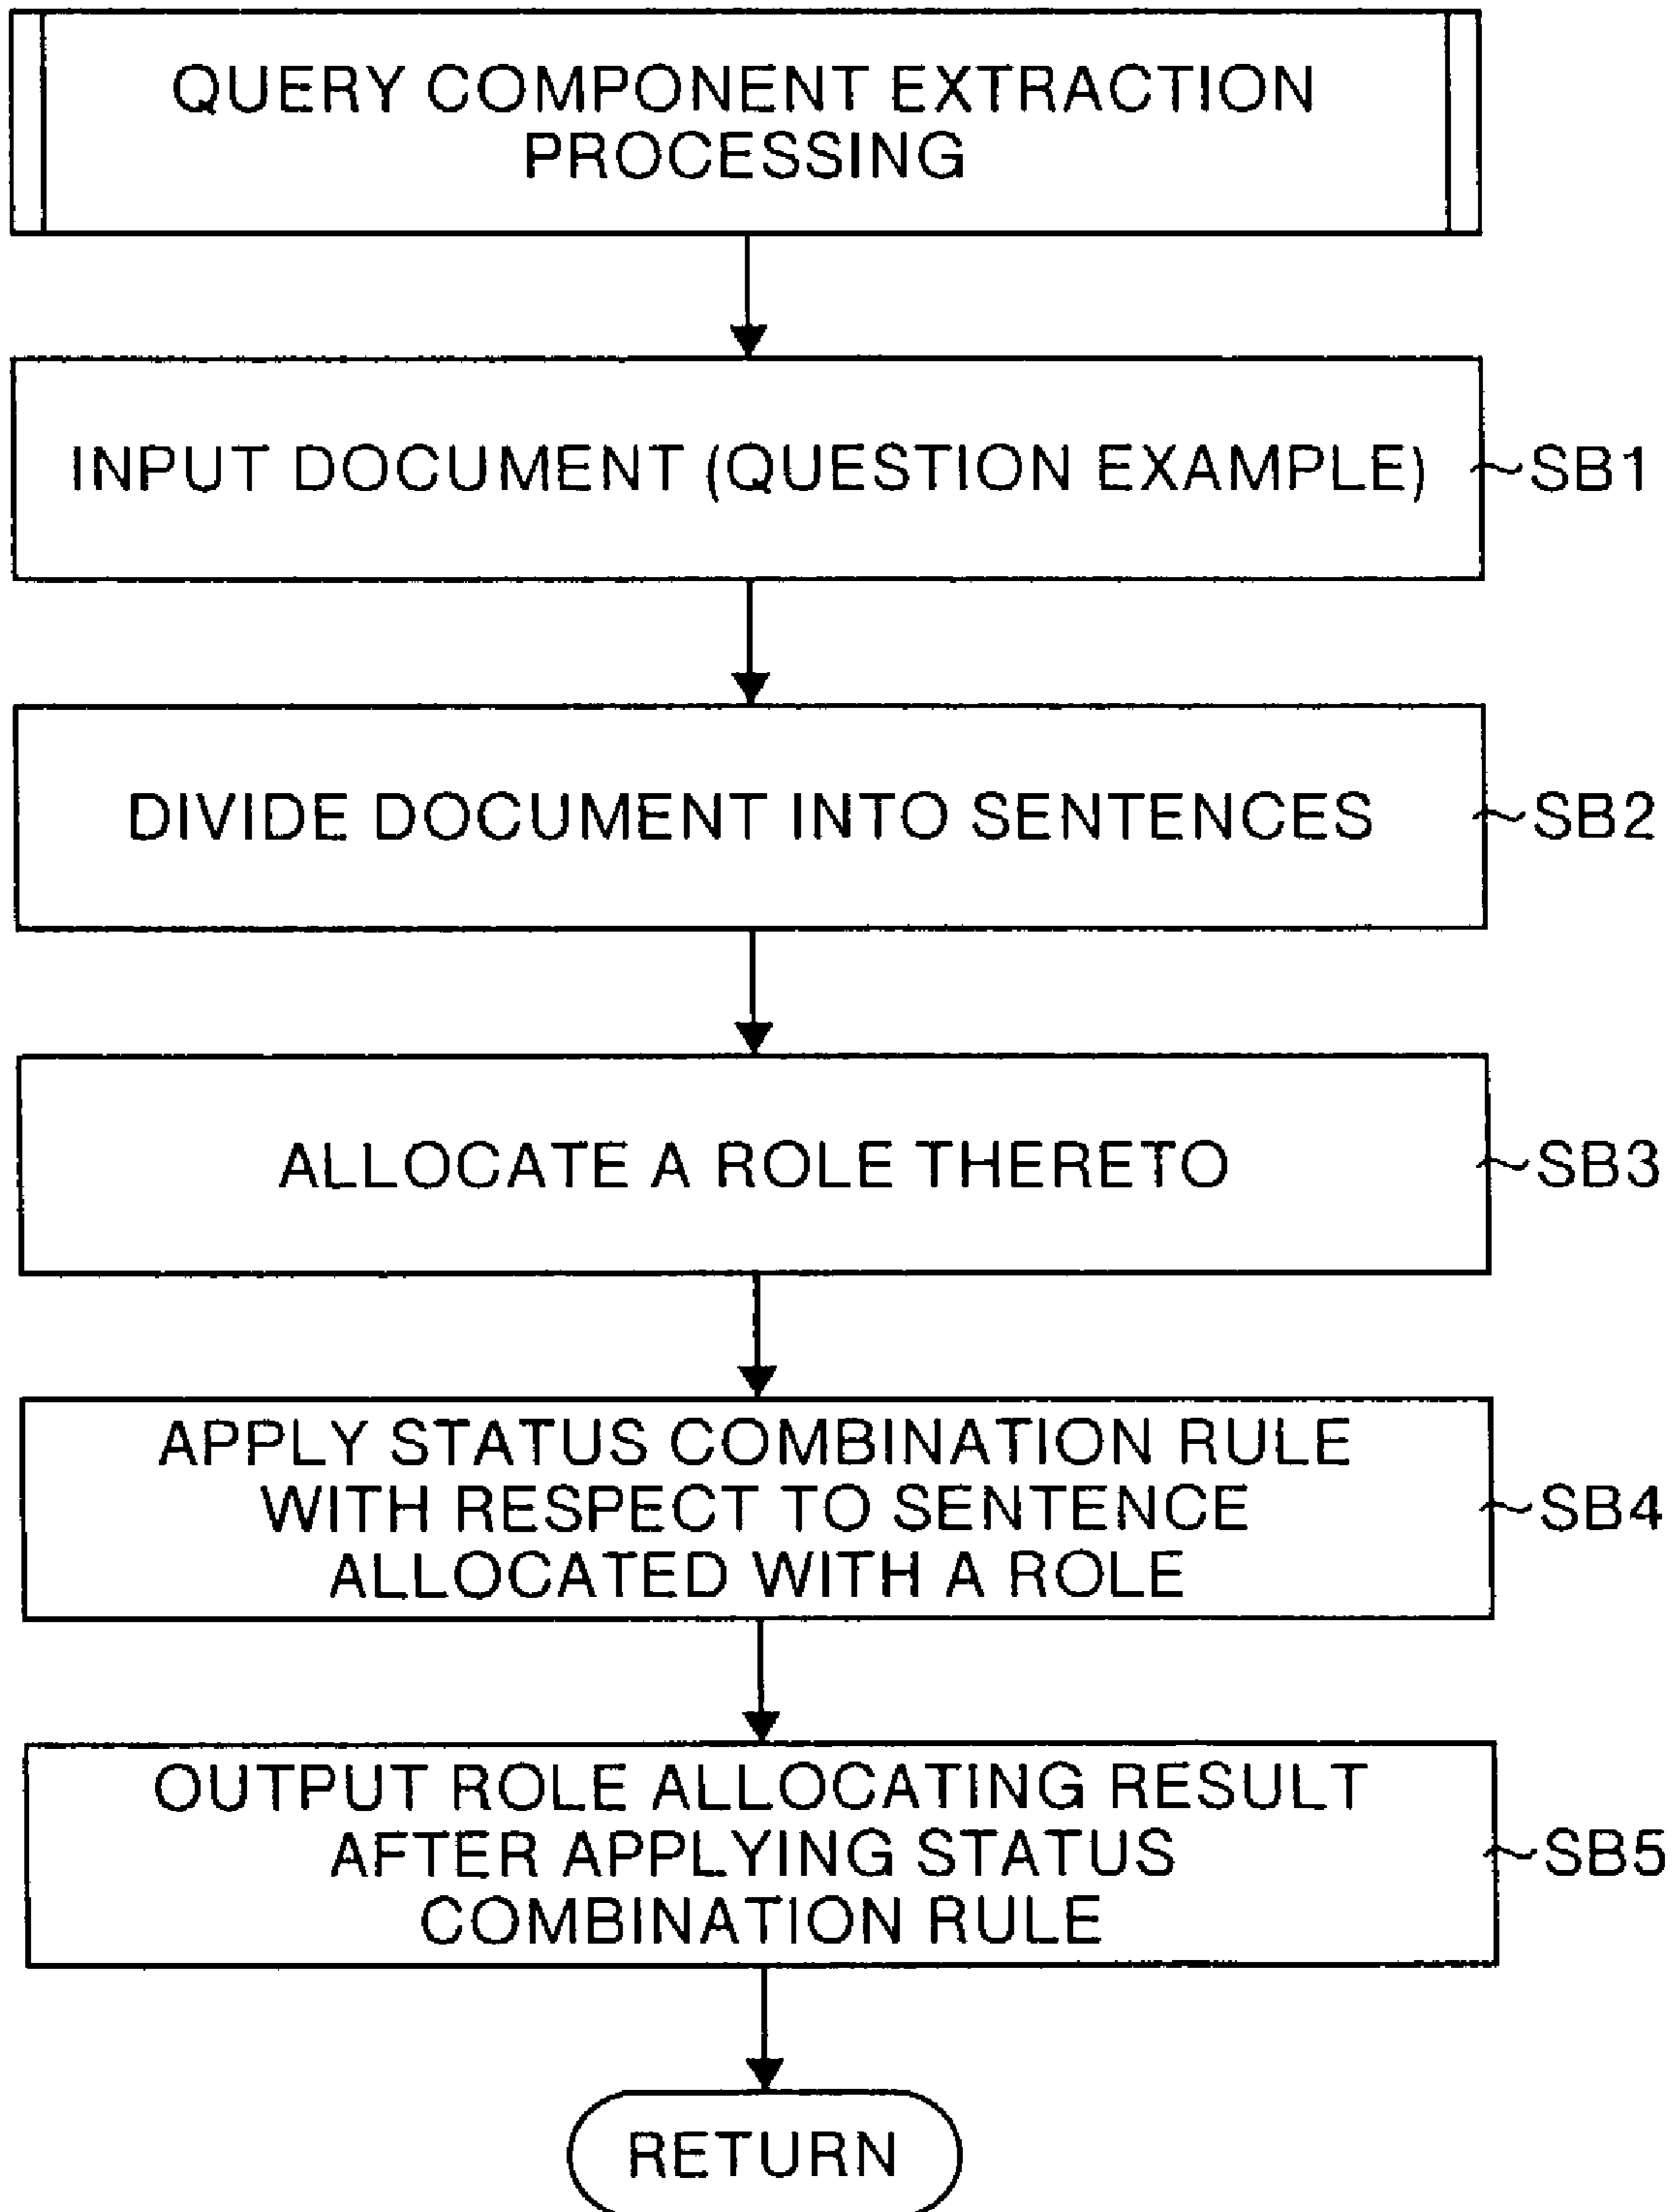 QUERY COMPONENT EXTRACTION
PROCESSING
INPUT DOCUMENT (QUESTION EXAMPLE)
SB1
DIVIDE DOCUMENT INTO SENTENCES
SB2
ALLOCATE A ROLE THERETO
SB3
APPLY STATUS COMBINATION RULE
WITH RESPECT TO SENTENCE
ALLOCATED WITH A ROLE
SB4
OUTPUT ROLE ALLOCATING RESULT
AFTER APPLYING STATUS
COMBINATION RULE
SB5
RETURN